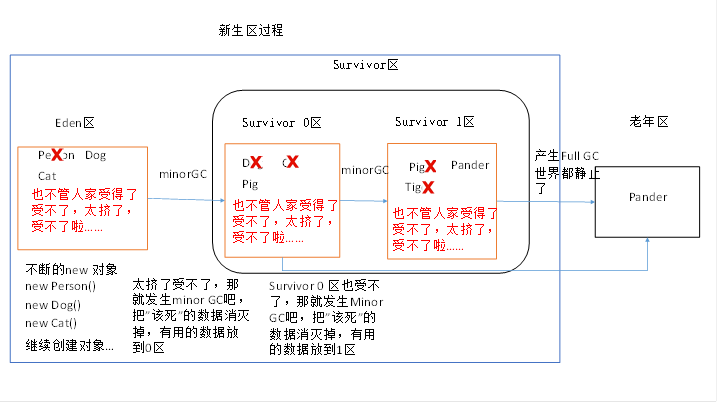 新生区过程
Survivor区
Eden区
Survivor 0区
Survivor 1区
老年区
Dog
Cat
也不管人家受得了
受不了，太挤了，
受不了啦……
minorGC
Pig
也不管人家受得了
受不了，太挤了，
受不了啦……
minorGC
Pig
Pander
也不管人家受得了
受不了，太挤了，
受不了啦……
产生Full GC
世界都静止
了
Pander
不断的new 对象
new Person()
new Dog()
new Cat()
继续创建对象...
太挤了受不了，那
就发生minor GC吧，
把“该死”的数据消灭
掉，有用的数据放
到0区
Survivor 0 区也受不
了，那就发生Minor
GC吧，把“该死”的
数据消灭掉，有用
的数据放到1区